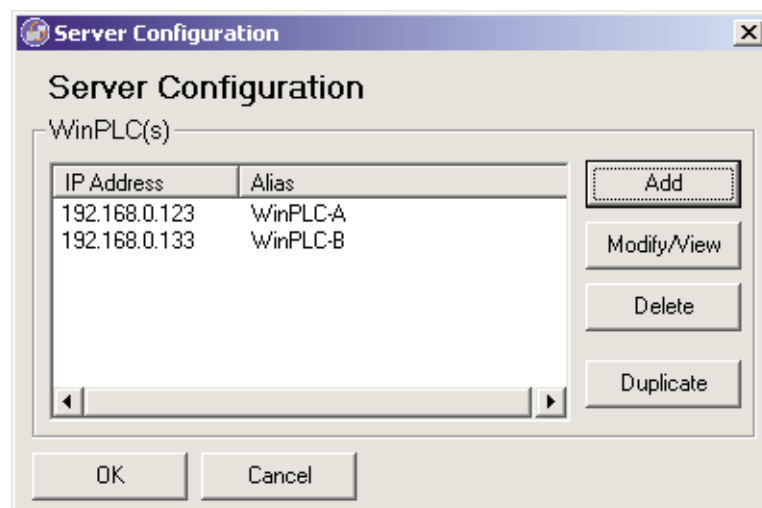 Server Configuration
Server Configuration
WinPLC(s)
IP Address Alias
192.168.0.123 WinPLC-A
192.168.0.133 WinPLC-B
Add
Modify/View
Delete
Duplicate
OK Cancel